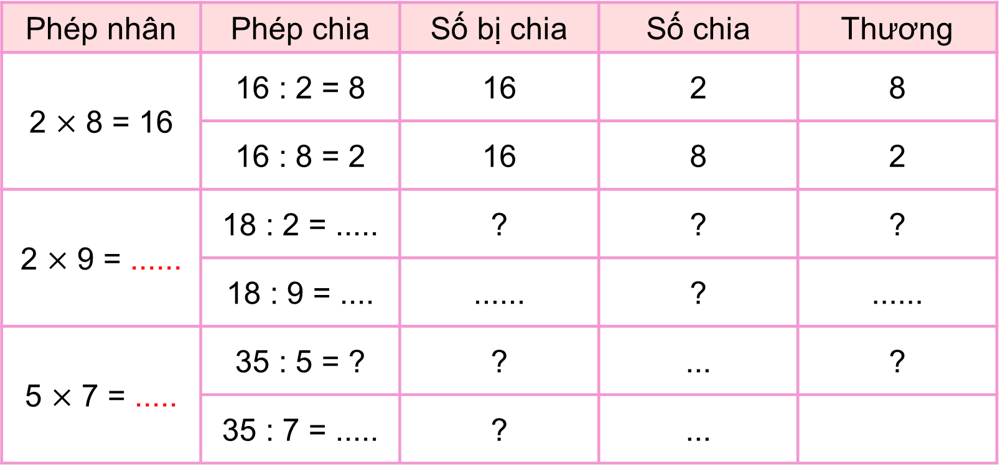 Phép nhân Phép chia Số bị chia Số chia Thương
2 × 8 = 16
16 : 2 = 8 16 2 8
16 : 8 = 2 16 8 2
2 × 9 = ......
18 : 2 = ..... ? ? ?
18 : 9 = .... ...... ? ......
5 × 7 = .....
35 : 5 = ? ? ... ?
35 : 7 = ..... ? ...